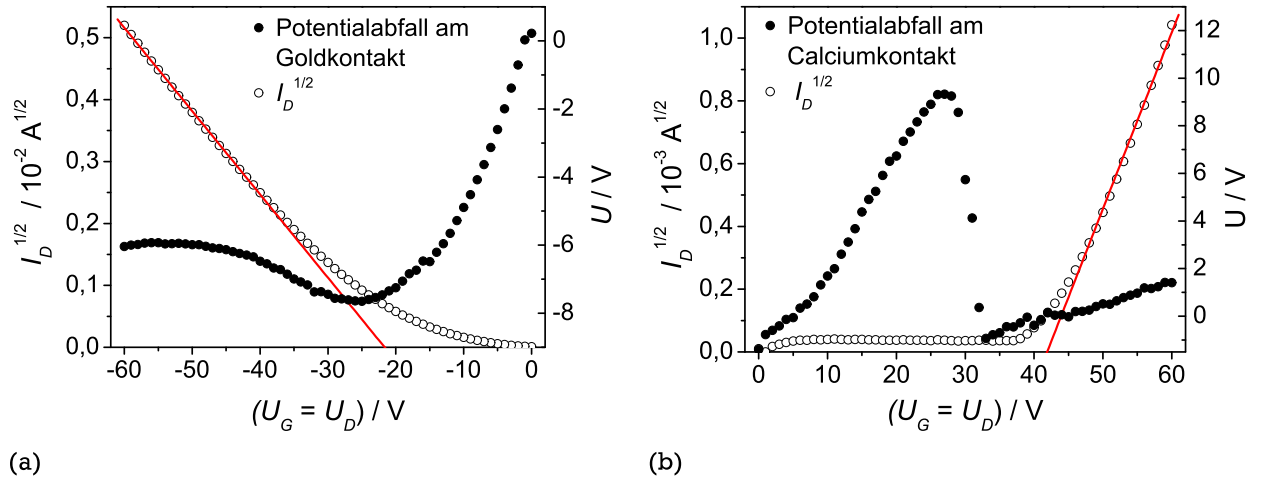 Potentialabfall am
Goldkontakt
I_D^1/2
I_D^1/2 / 10^-2 A^1/2
0,5
0,4
0,3
0,2
0,1
0,0
-60 -50 -40 -30 -20 -10 0
(U_G = U_D) / V
0
-2
-4
-6
-8
U / V
(a)
Potentialabfall am
Calciumkontakt
I_D^1/2
I_D^1/2 / 10^-3 A^1/2
1,0
0,8
0,6
0,4
0,2
0,0
0 10 20 30 40 50 60
(U_G = U_D) / V
12
10
8
6
4
2
0
U / V
(b)